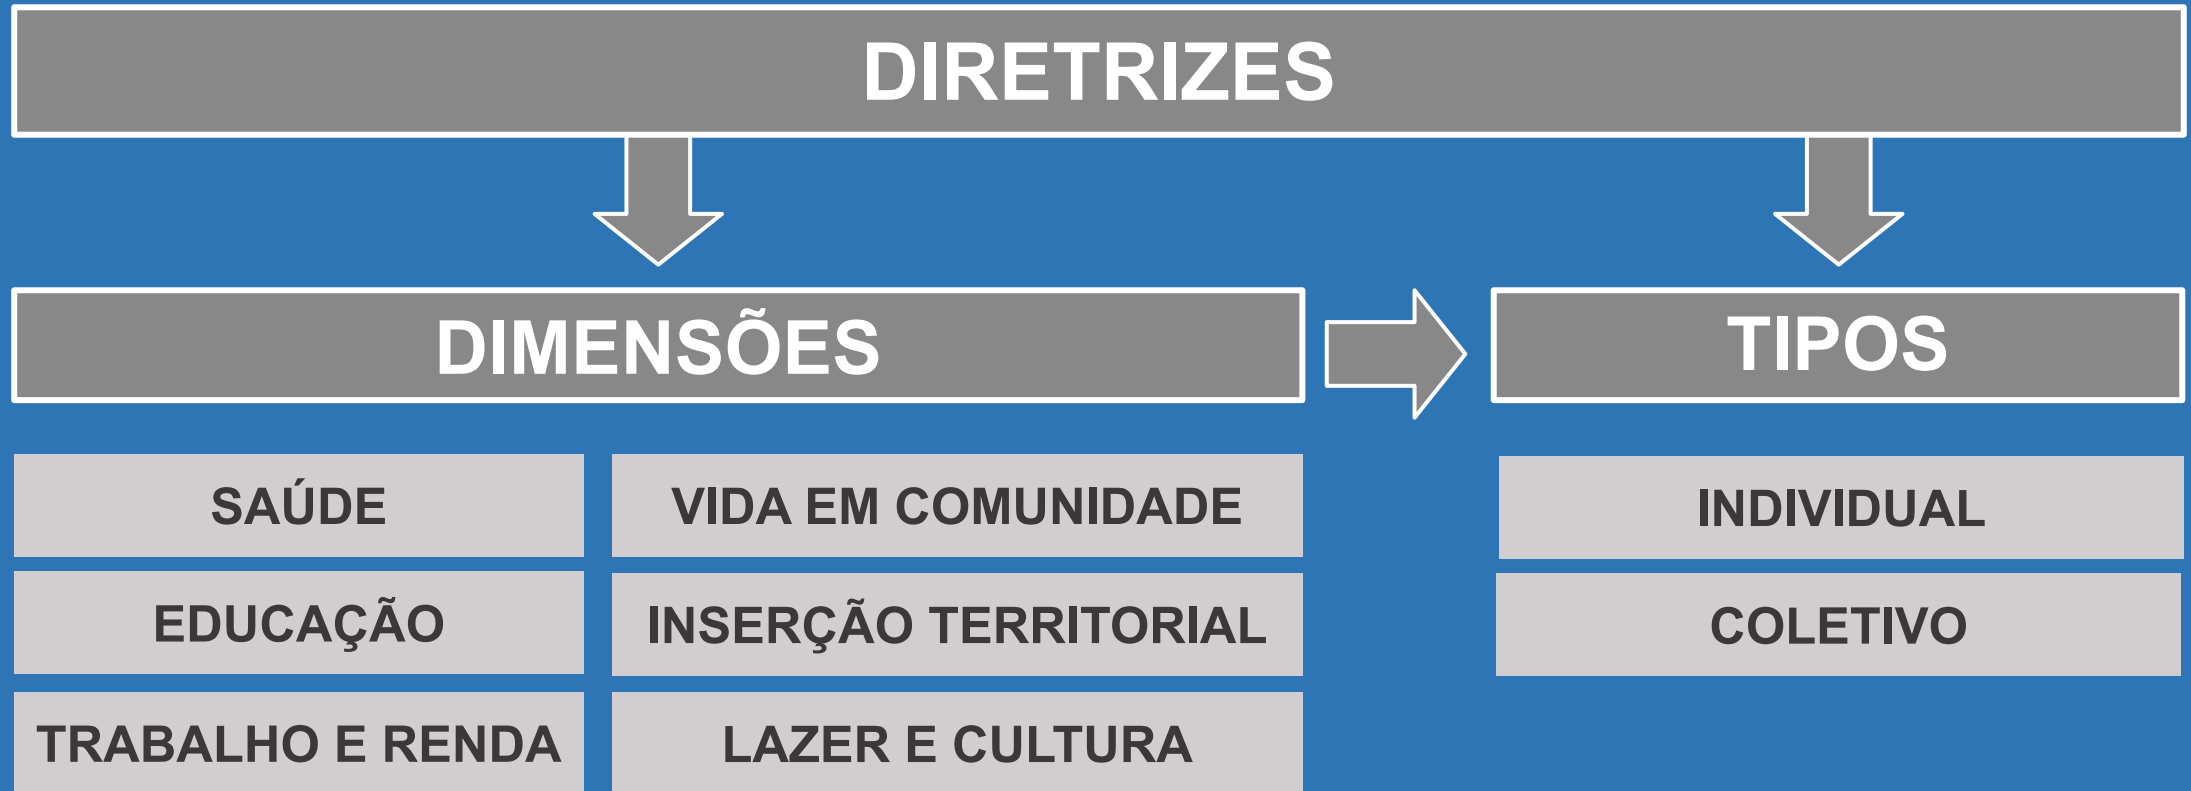 DIRETRIZES
DIMENSÕES
TIPOS
SAÚDE
VIDA EM COMUNIDADE
INDIVIDUAL
EDUCAÇÃO
INSERÇÃO TERRITORIAL
COLETIVO
TRABALHO E RENDA
LAZER E CULTURA